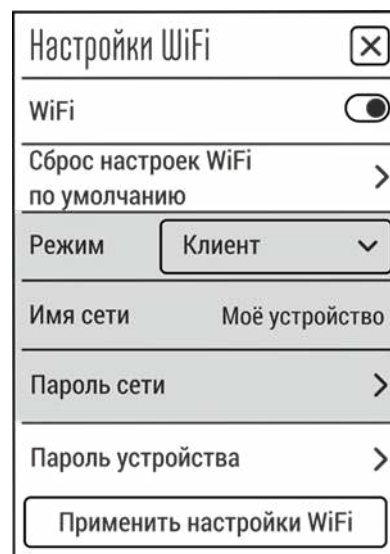 Настройки WiFi
WiFi
Сброс настроек WiFi
по умолчанию
Режим Клиент
Имя сети Моё устройство
Пароль сети
Пароль устройства
Применить настройки WiFi